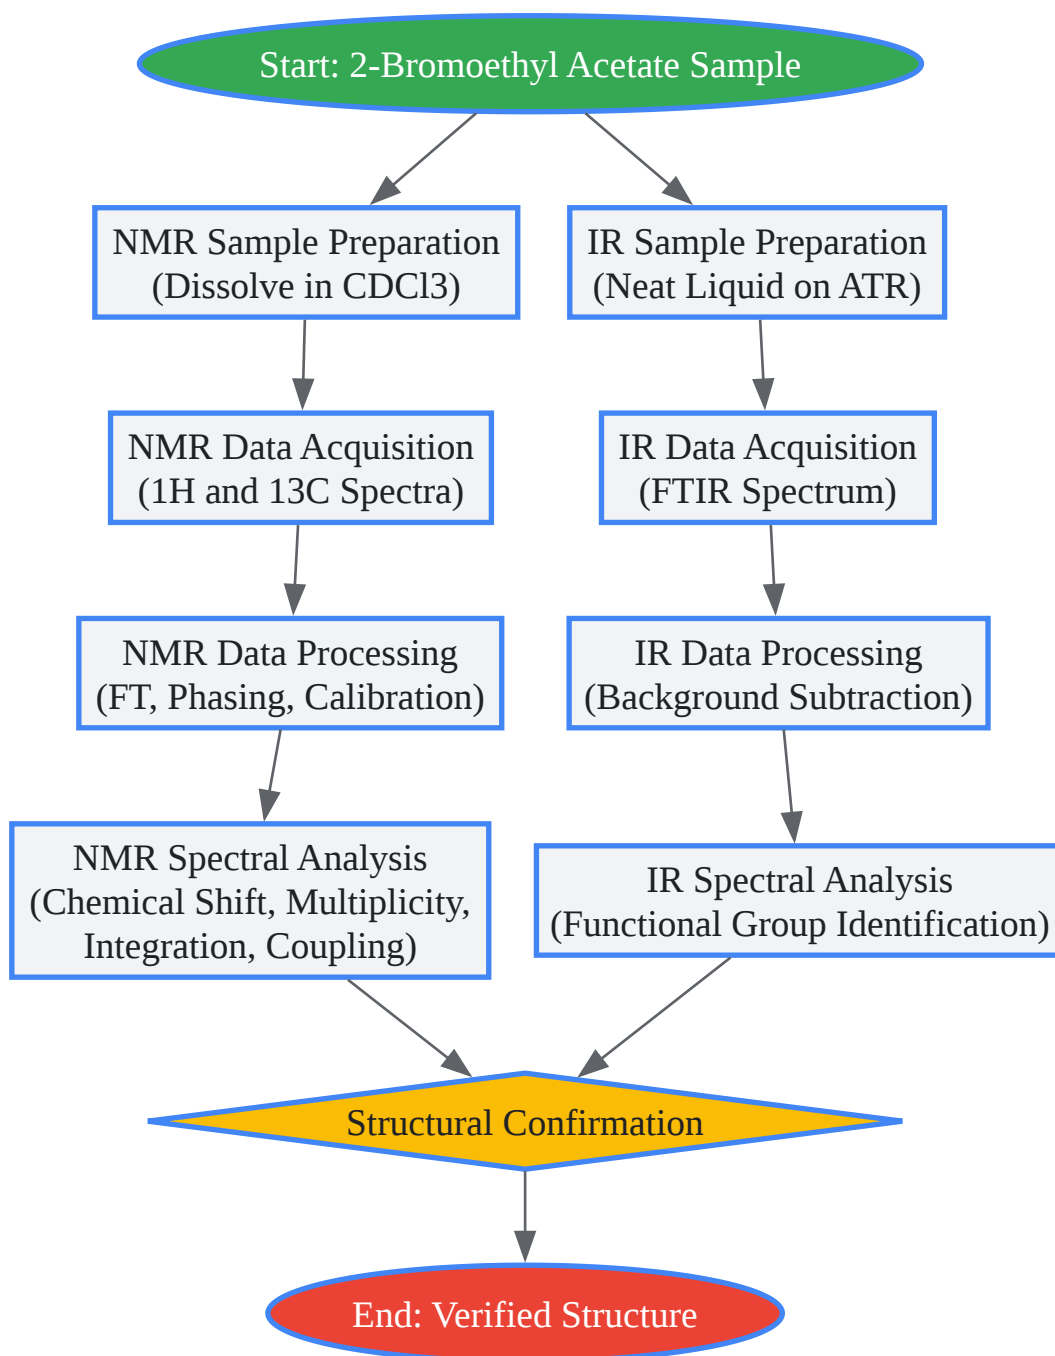 Start: 2-Bromoethyl Acetate Sample
NMR Sample Preparation
(Dissolve in CDCl3)
IR Sample Preparation
(Neat Liquid on ATR)
NMR Data Acquisition
(1H and 13C Spectra)
IR Data Acquisition
(FTIR Spectrum)
NMR Data Processing
(FT, Phasing, Calibration)
IR Data Processing
(Background Subtraction)
NMR Spectral Analysis
(Chemical Shift, Multiplicity,
Integration, Coupling)
IR Spectral Analysis
(Functional Group Identification)
Structural Confirmation
End: Verified Structure